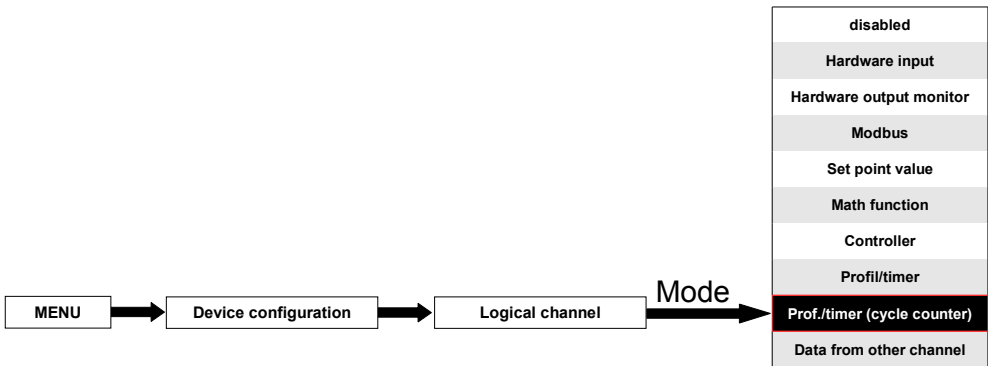 disabled
Hardware input
Hardware output monitor
Modbus
Set point value
Math function
Controller
Profil/timer
Mode
MENU
Device configuration
Logical channel
Prof./timer (cycle counter)
Data from other channel